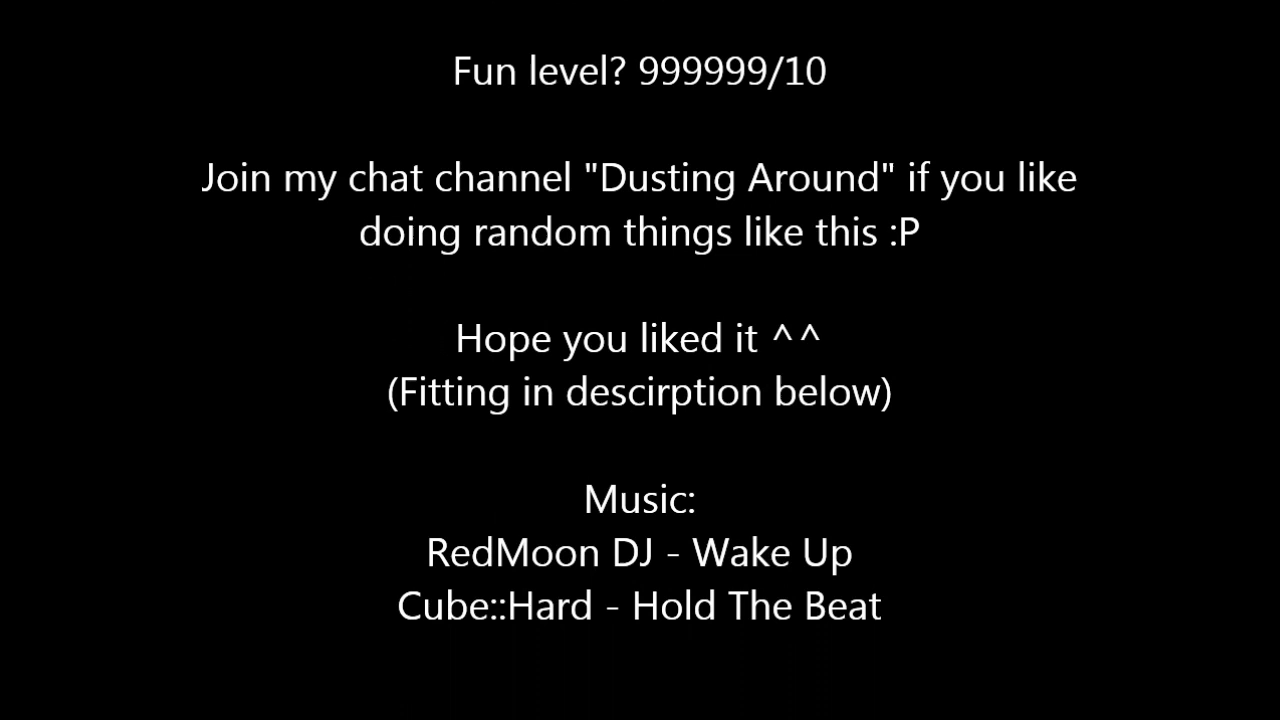 Fun level? 999999/10
Join my chat channel "Dusting Around" if you like
doing random things like this :P
Hope you liked it ^^
(Fitting in descirption below)
Music:
RedMoon DJ - Wake Up
Cube::Hard - Hold The Beat